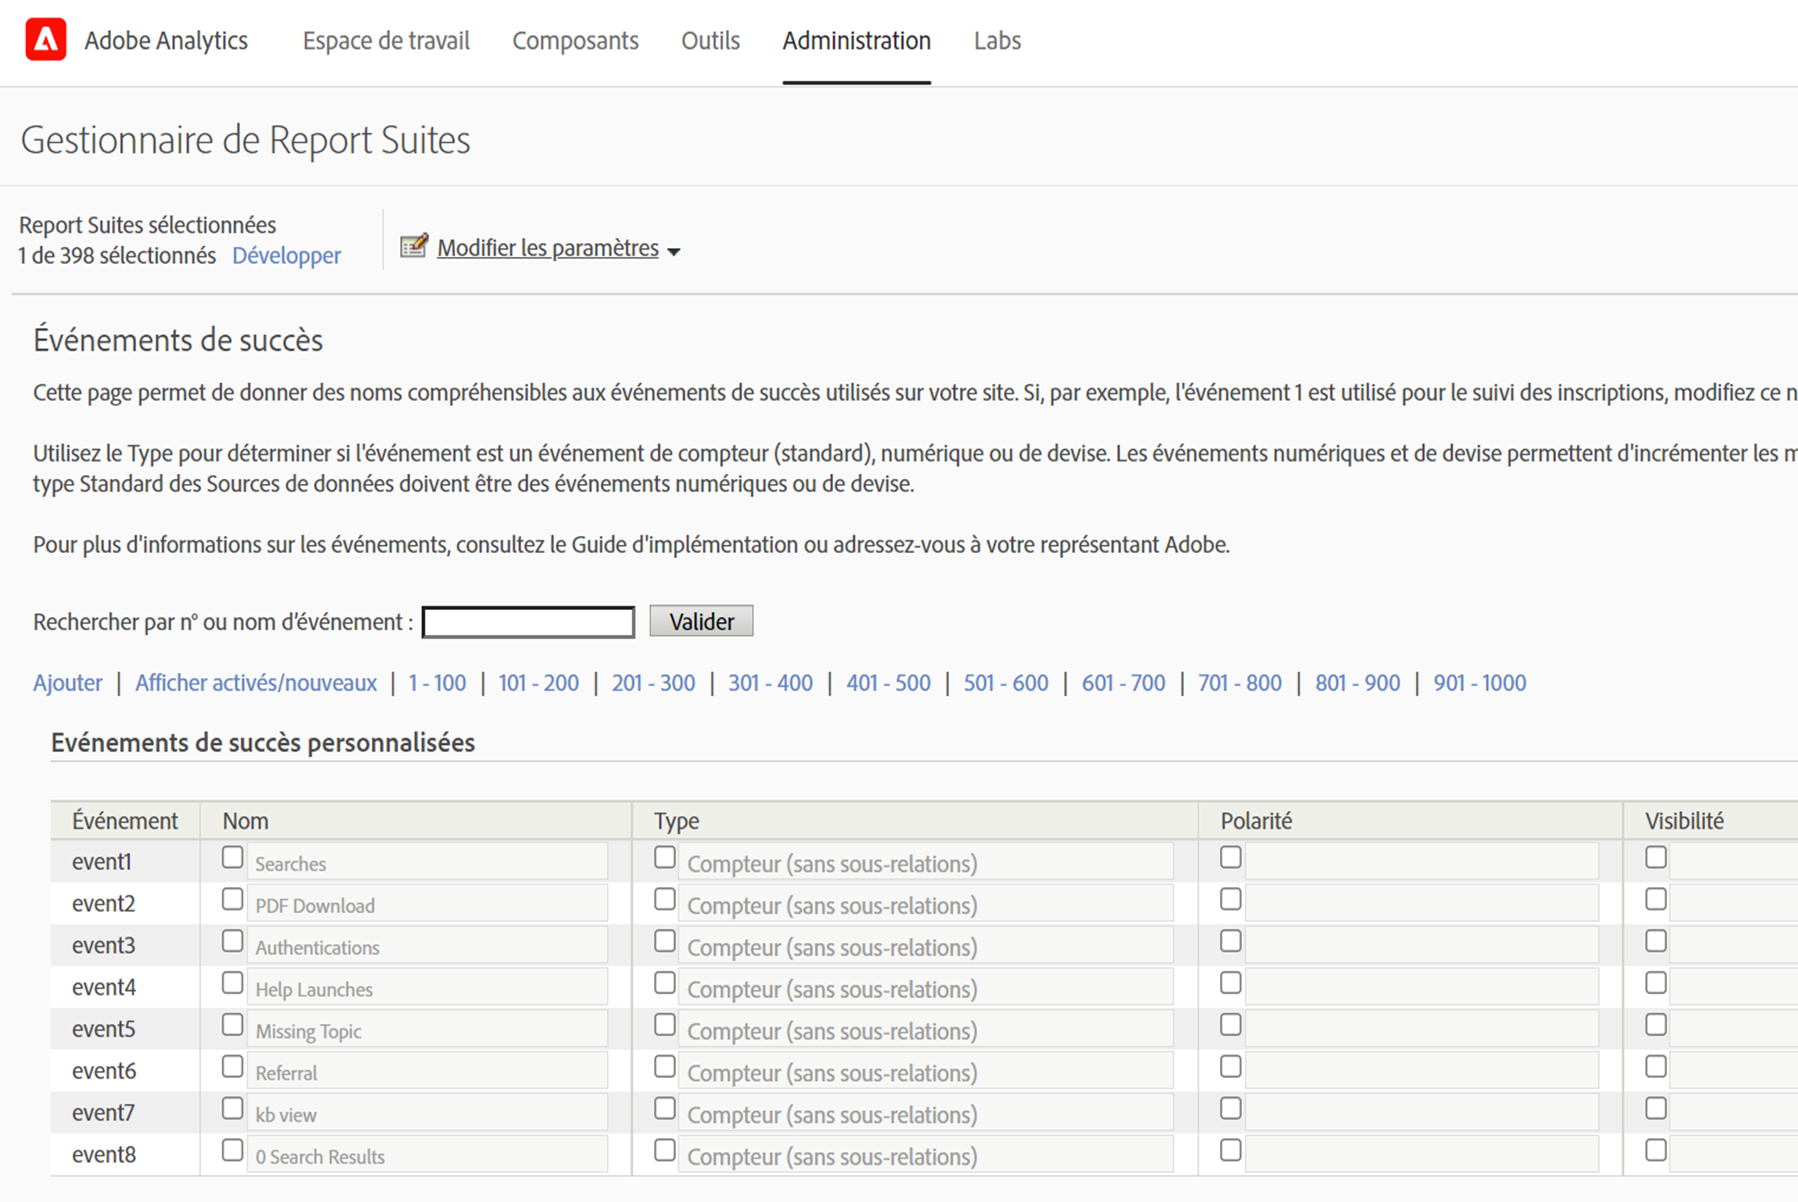 Adobe Analytics Espace de travail Composants Outils Administration Labs
Gestionnaire de Report Suites
Report Suites sélectionnées
1 de 398 sélectionnés Développer
Modifier les paramètres
Événements de succès
Cette page permet de donner des noms compréhensibles aux événements de succès utilisés sur votre site. Si, par exemple, l'événement 1 est utilisé pour le suivi des inscriptions, modifiez ce n
Utilisez le Type pour déterminer si l'événement est un événement de compteur (standard), numérique ou de devise. Les événements numériques et de devise permettent d'incrémenter les m
type Standard des Sources de données doivent être des événements numériques ou de devise.
Pour plus d'informations sur les événements, consultez le Guide d'implémentation ou adressez-vous à votre représentant Adobe.
Rechercher par n° ou nom d’événement : Valider
Ajouter | Afficher activés/nouveaux | 1 - 100 | 101 - 200 | 201 - 300 | 301 - 400 | 401 - 500 | 501 - 600 | 601 - 700 | 701 - 800 | 801 - 900 | 901 - 1000
Evénements de succès personnalisées
Événement Nom Type Polarité Visibilité
event1 Searches Compteur (sans sous-relations)
event2 PDF Download Compteur (sans sous-relations)
event3 Authentications Compteur (sans sous-relations)
event4 Help Launches Compteur (sans sous-relations)
event5 Missing Topic Compteur (sans sous-relations)
event6 Referral Compteur (sans sous-relations)
event7 kb view Compteur (sans sous-relations)
event8 0 Search Results Compteur (sans sous-relations)